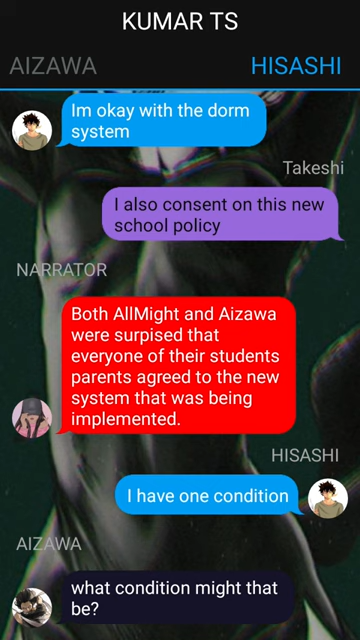 KUMAR TS
AIZAWA
HISASHI
Im okay with the dorm
system
Takeshi
I also consent on this new
school policy
NARRATOR
Both AllMight and Aizawa
were surpised that
everyone of their students
parents agreed to the new
system that was being
implemented.
HISASHI
I have one condition
AIZAWA
what condition might that
be?